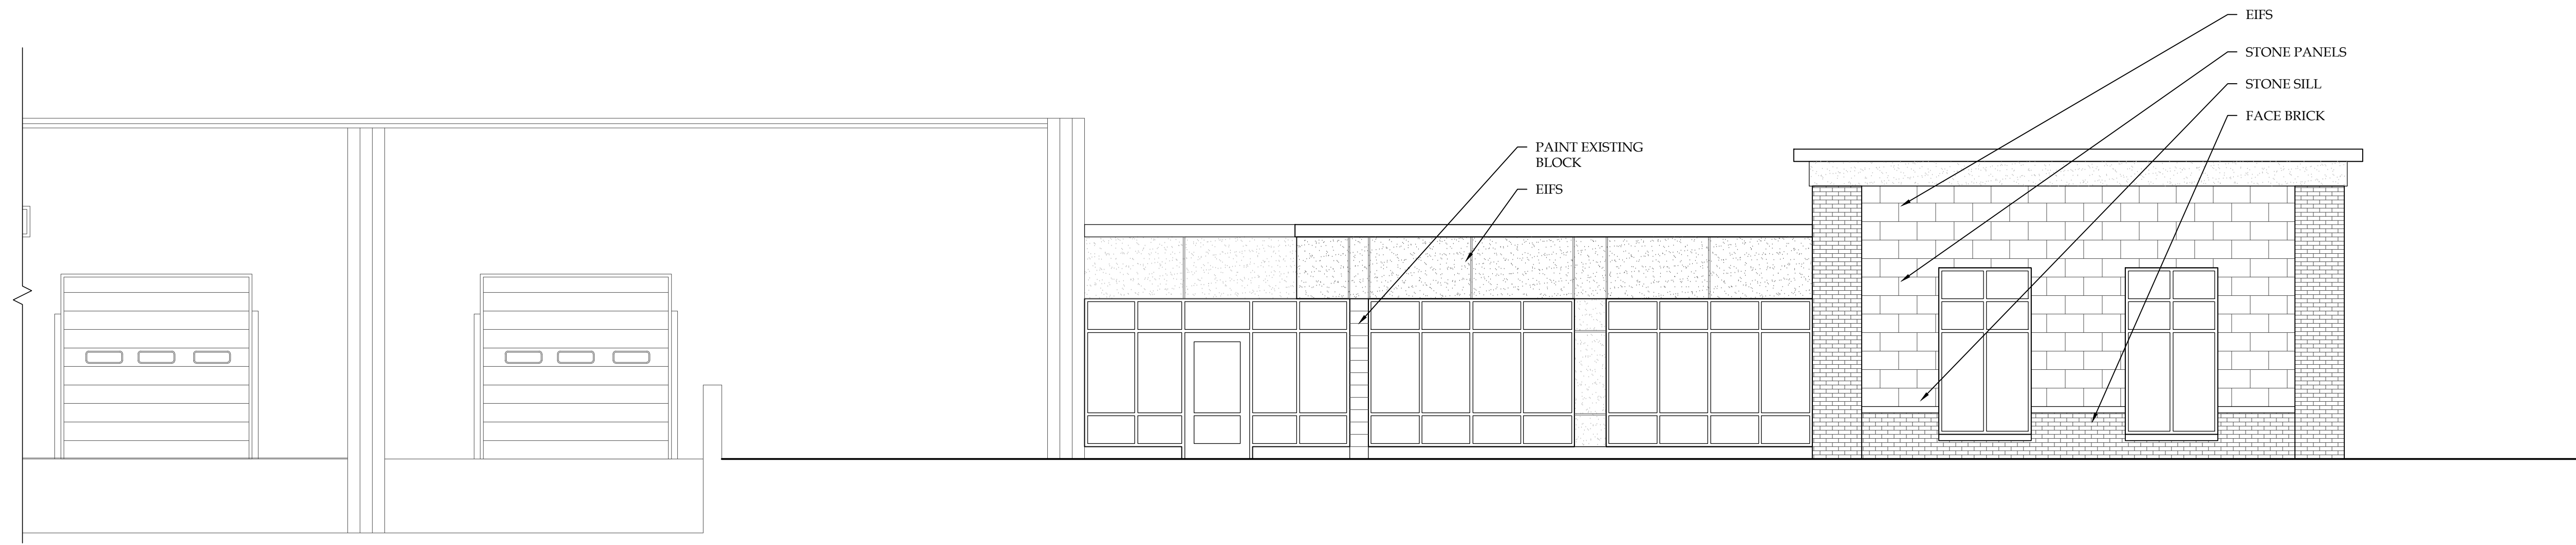 EIFS
STONE PANELS
STONE SILL
FACE BRICK
PAINT EXISTING
BLOCK
EIFS